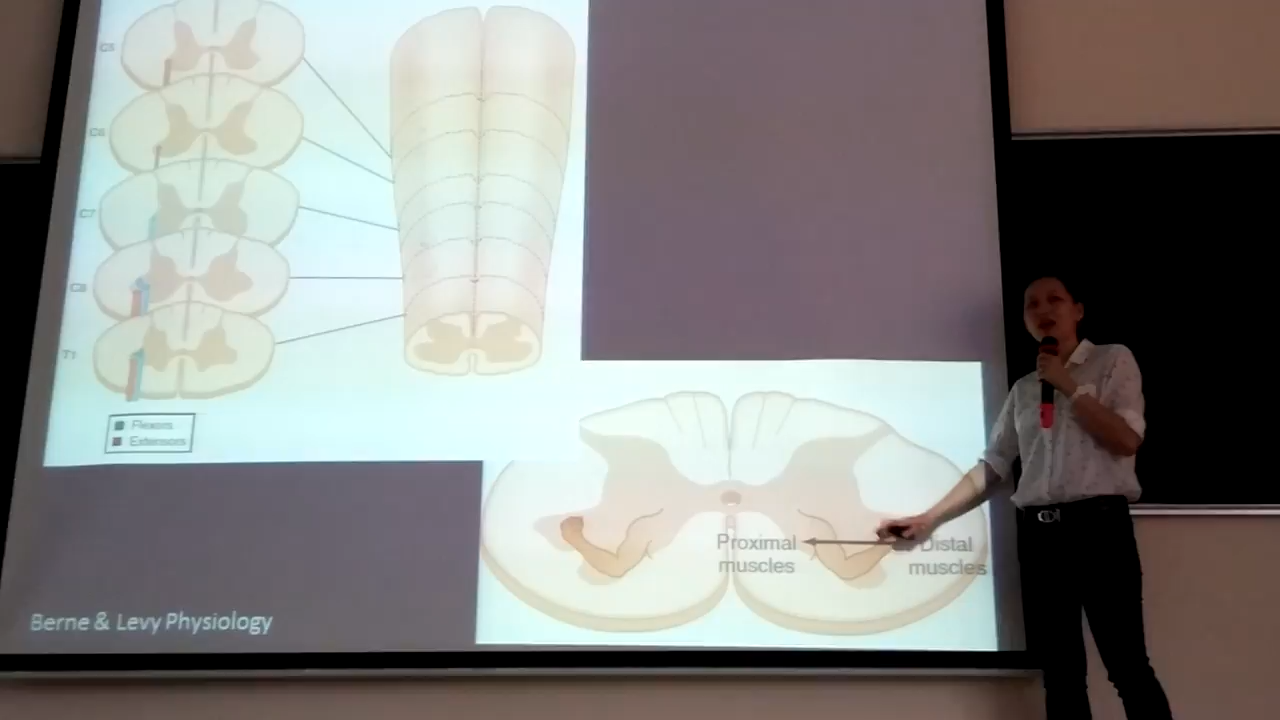 C5
C6
C7
C8
T1
Flexors
Extensors
Proximal
muscles
Distal
muscles
Berne & Levy Physiology